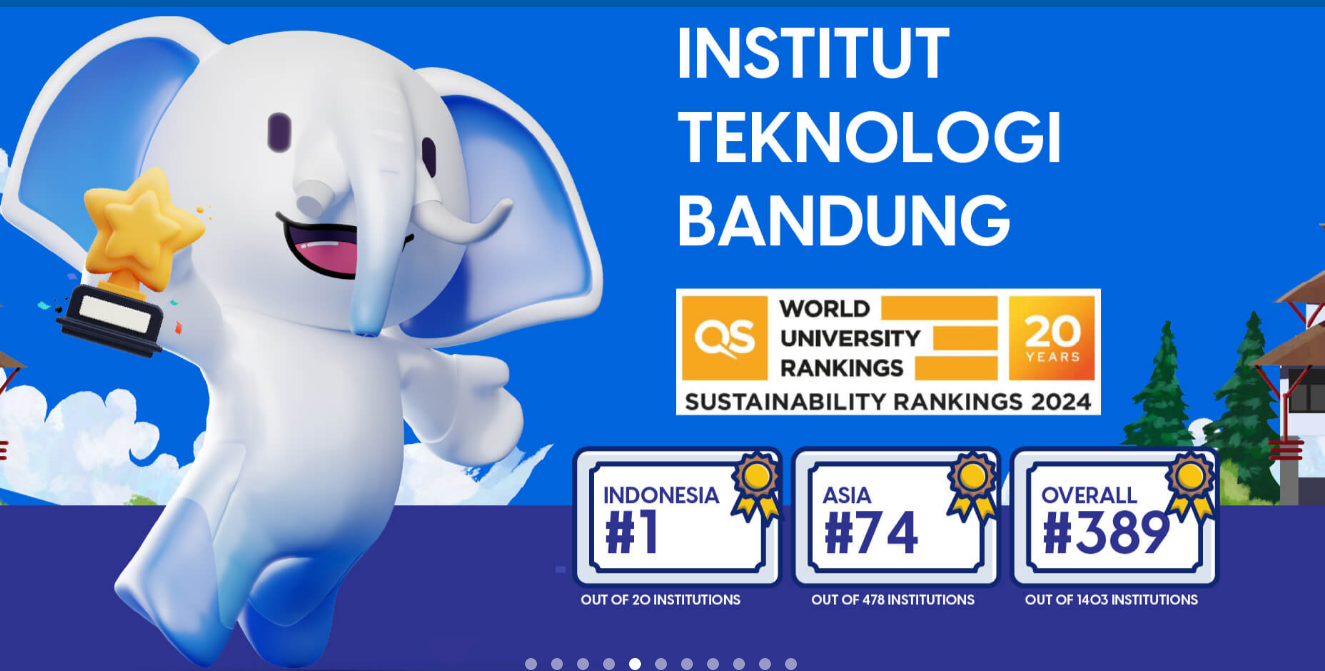 INSTITUT
TEKNOLOGI
BANDUNG
QS
WORLD
UNIVERSITY
RANKINGS
20
YEARS
SUSTAINABILITY RANKINGS 2024
INDONESIA
#1
OUT OF 20 INSTITUTIONS
ASIA
#74
OUT OF 478 INSTITUTIONS
OVERALL
#389
OUT OF 1403 INSTITUTIONS